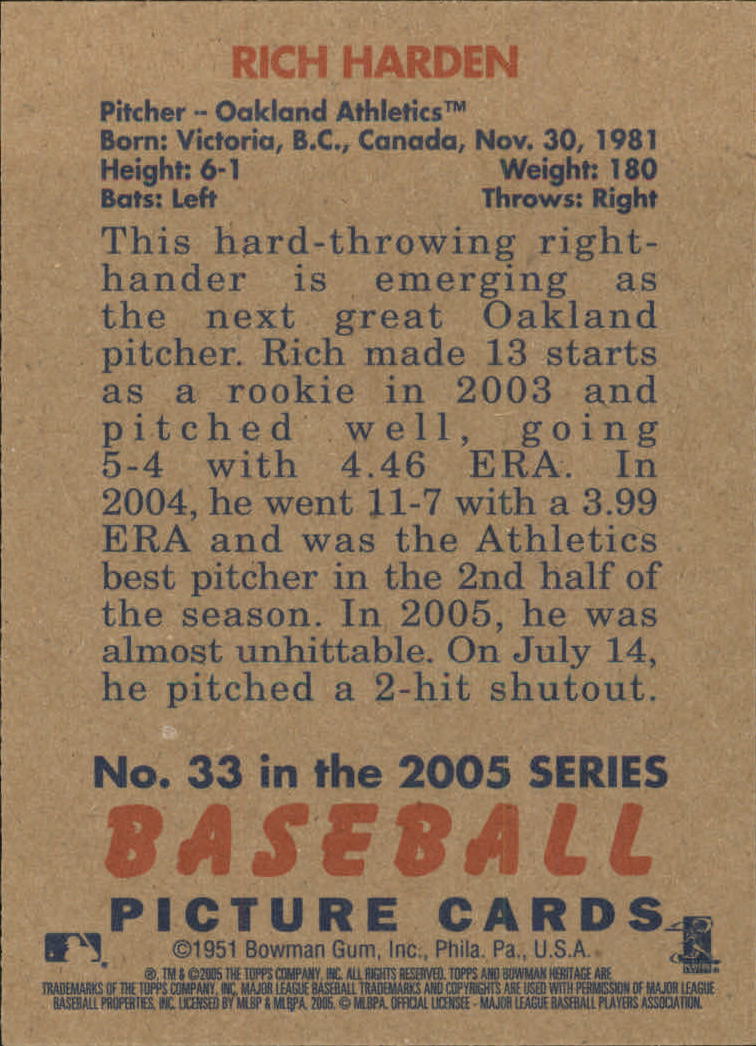 RICH HARDEN
Pitcher -- Oakland Athletics™
Born: Victoria, B.C., Canada, Nov. 30, 1981
Height: 6-1 Weight: 180
Bats: Left Throws: Right
This hard-throwing right-
hander is emerging as
the next great Oakland
pitcher. Rich made 13 starts
as a rookie in 2003 and
pitched well, going
5-4 with 4.46 ERA. In
2004, he went 11-7 with a 3.99
ERA and was the Athletics
best pitcher in the 2nd half of
the season. In 2005, he was
almost unhittable. On July 14,
he pitched a 2-hit shutout.
No. 33 in the 2005 SERIES
BASEBALL
PICTURE CARDS
©1951 Bowman Gum, Inc., Phila. Pa., U.S.A.
®, TM & ©2005 THE TOPPS COMPANY, INC. ALL RIGHTS RESERVED. TOPPS AND BOWMAN HERITAGE ARE
TRADEMARKS OF THE TOPPS COMPANY, INC. MAJOR LEAGUE BASEBALL TRADEMARKS AND COPYRIGHTS ARE USED WITH PERMISSION OF MAJOR LEAGUE
BASEBALL PROPERTIES, INC. LICENSED BY MLBP & MLBPA. 2005. © MLBPA. OFFICIAL LICENSEE - MAJOR LEAGUE BASEBALL PLAYERS ASSOCIATION.